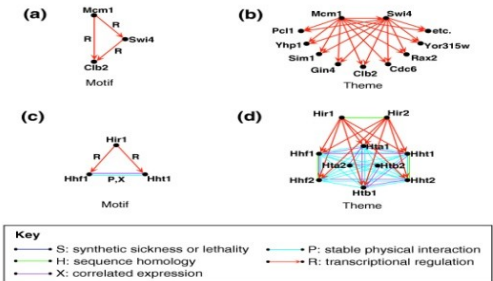 (a)
Mcm1
R
R
Swi4
R
Clb2
Motif
(b)
Mcm1
Swi4
Pcl1
etc.
Yhp1
Yor315w
Sim1
Rax2
Gin4
Cdc6
Clb2
Theme
(c)
Hir1
R
R
Hhf1
P,X
Hht1
Motif
(d)
Hir1
Hir2
Hta1
Hhf1
Hht1
Hta2
Htb2
Hhf2
Hht2
Htb1
Theme
Key
S: synthetic sickness or lethality
P: stable physical interaction
H: sequence homology
R: transcriptional regulation
X: correlated expression